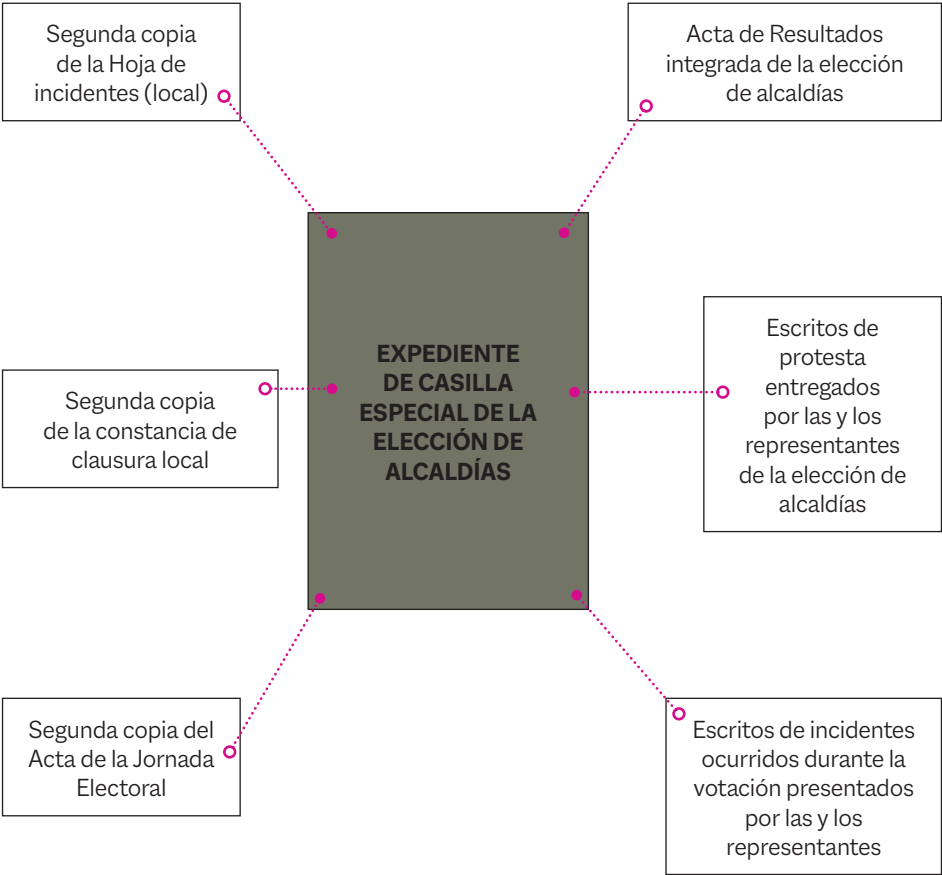 Segunda copia
de la Hoja de
incidentes (local)
Acta de Resultados
integrada de la elección
de alcaldías
EXPEDIENTE
DE CASILLA
ESPECIAL DE LA
ELECCIÓN DE
ALCALDÍAS
Segunda copia
de la constancia de
clausura local
Escritos de
protesta
entregados
por las y los
representantes
de la elección de
alcaldías
Segunda copia del
Acta de la Jornada
Electoral
Escritos de incidentes
ocurridos durante la
votación presentados
por las y los
representantes